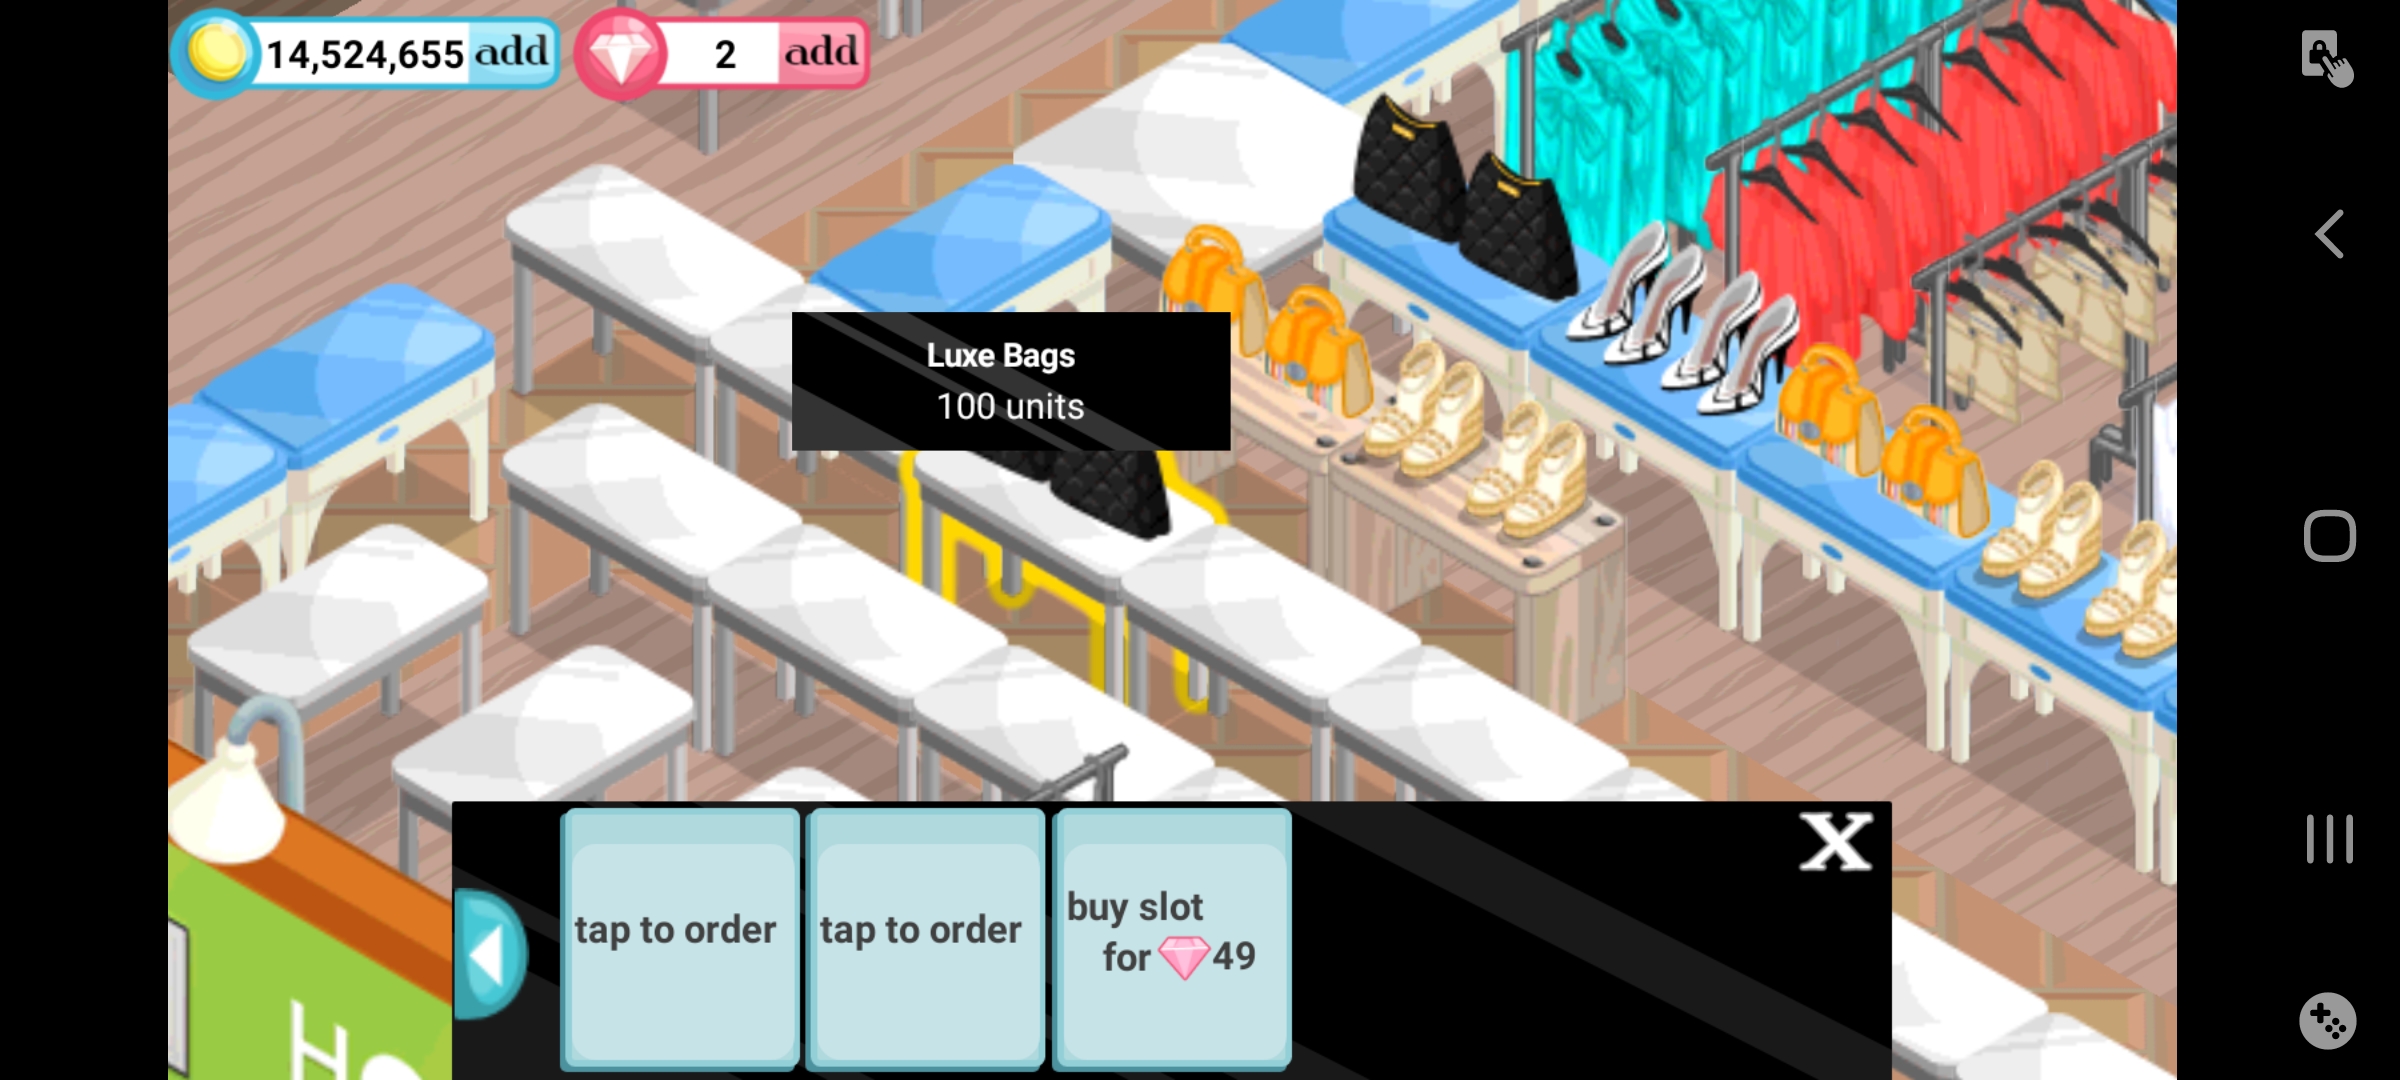 14,524,655 add
2 add
Luxe Bags
100 units
tap to order
tap to order
buy slot
for 49
X
Ho